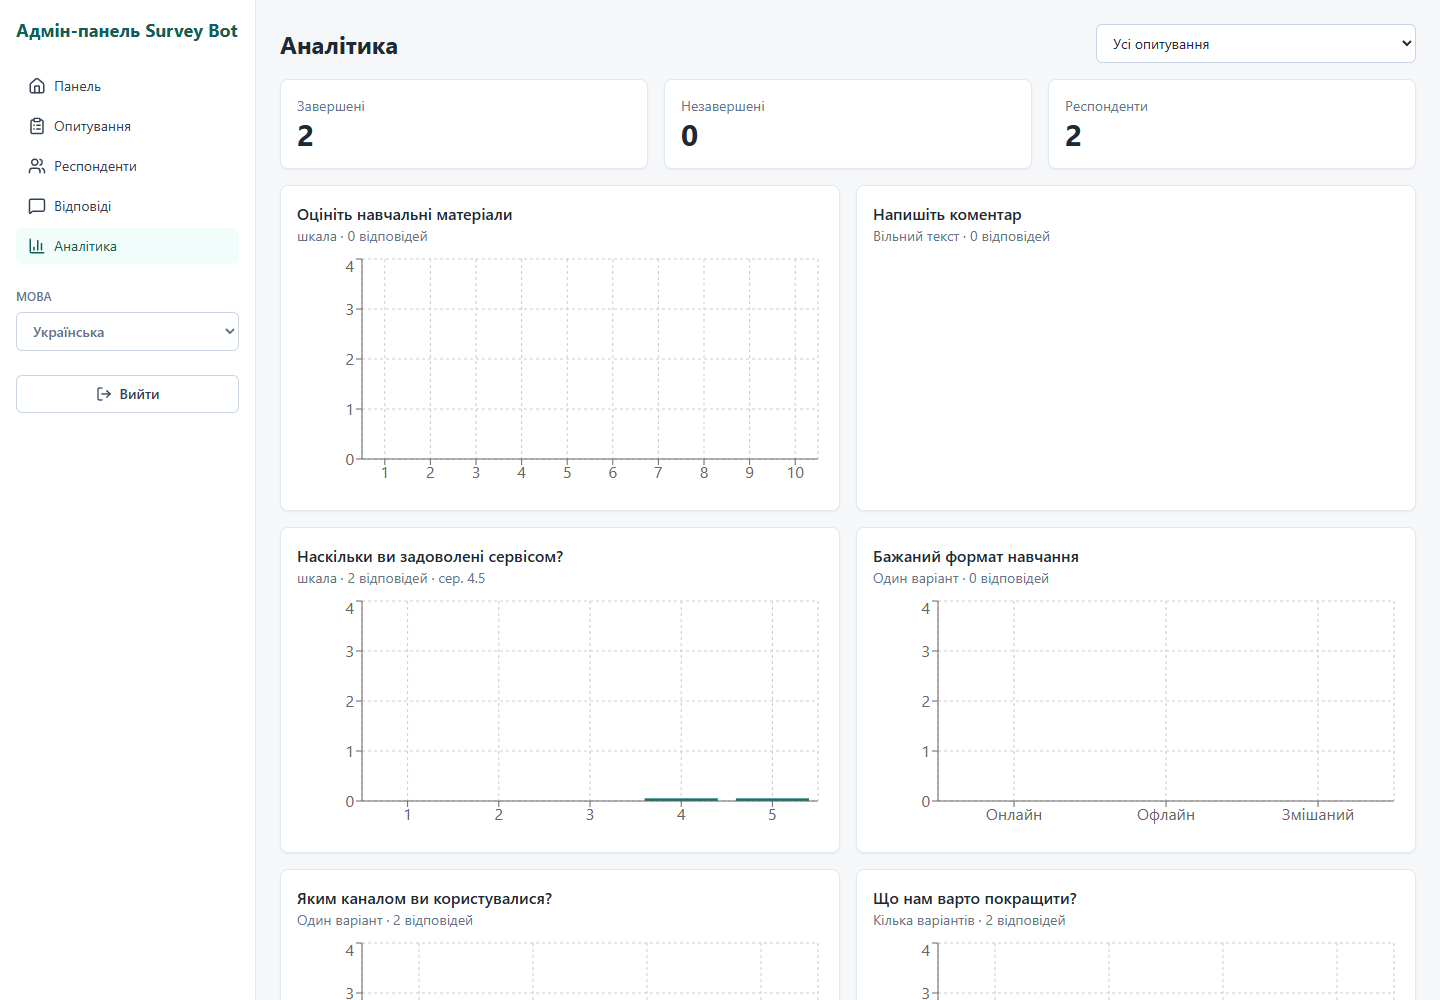 Адмін-панель Survey Bot
Панель
Опитування
Респонденти
Відповіді
Аналітика
МОВА
Українська
Вийти
Аналітика
Усі опитування
Завершені
2
Незавершені
0
Респонденти
2
Оцініть навчальні матеріали
шкала · 0 відповідей
4
3
2
1
0
1 2 3 4 5 6 7 8 9 10
Напишіть коментар
Вільний текст · 0 відповідей
Наскільки ви задоволені сервісом?
шкала · 2 відповідей · сер. 4.5
4
3
2
1
0
1 2 3 4 5
Бажаний формат навчання
Один варіант · 0 відповідей
4
3
2
1
0
Онлайн Офлайн Змішаний
Яким каналом ви користувалися?
Один варіант · 2 відповідей
4
3
Що нам варто покращити?
Кілька варіантів · 2 відповідей
4
3